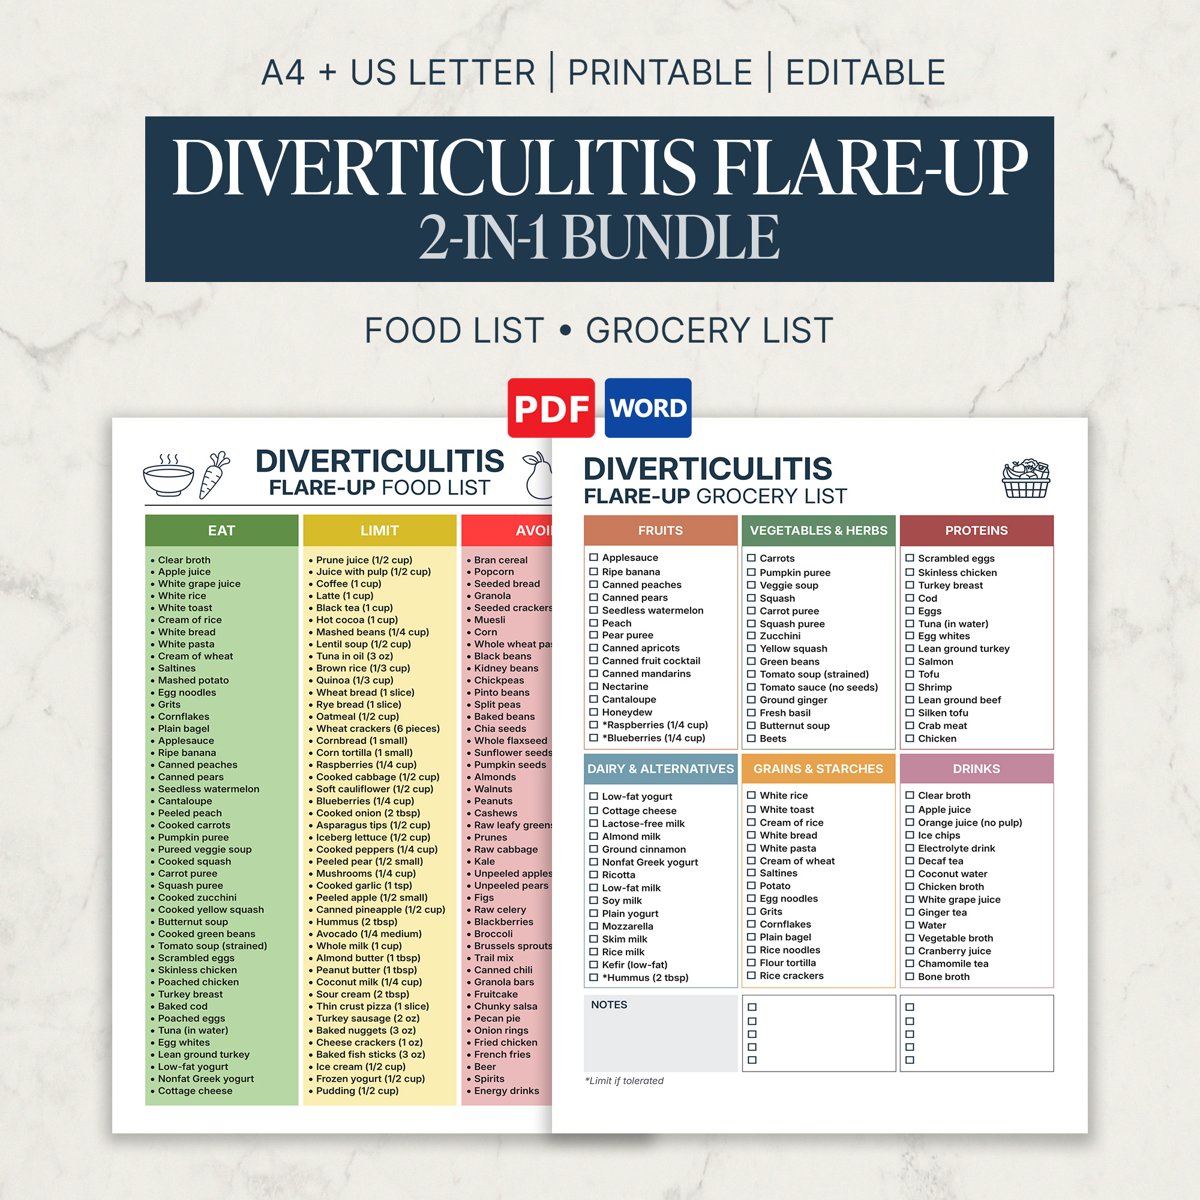 A4 + US LETTER | PRINTABLE | EDITABLE
DIVERTICULITIS FLARE-UP
2-IN-1 BUNDLE
FOOD LIST • GROCERY LIST
PDF
WORD
DIVERTICULITIS
FLARE-UP FOOD LIST
EAT
• Clear broth
• Apple juice
• White grape juice
• White rice
• White toast
• Cream of rice
• White bread
• White pasta
• Cream of wheat
• Saltines
• Mashed potato
• Egg noodles
• Grits
• Cornflakes
• Plain bagel
• Applesauce
• Ripe banana
• Canned peaches
• Canned pears
• Seedless watermelon
• Cantaloupe
• Peeled peach
• Cooked carrots
• Pumpkin puree
• Pureed veggie soup
• Cooked squash
• Carrot puree
• Squash puree
• Cooked zucchini
• Cooked yellow squash
• Butternut soup
• Cooked green beans
• Tomato soup (strained)
• Scrambled eggs
• Skinless chicken
• Poached chicken
• Turkey breast
• Baked cod
• Poached eggs
• Tuna (in water)
• Egg whites
• Lean ground turkey
• Low-fat yogurt
• Nonfat Greek yogurt
• Cottage cheese
LIMIT
• Prune juice (1/2 cup)
• Juice with pulp (1/2 cup)
• Coffee (1 cup)
• Latte (1 cup)
• Black tea (1 cup)
• Hot cocoa (1 cup)
• Mashed beans (1/4 cup)
• Lentil soup (1/2 cup)
• Tuna in oil (3 oz)
• Brown rice (1/3 cup)
• Quinoa (1/3 cup)
• Wheat bread (1 slice)
• Rye bread (1 slice)
• Oatmeal (1/2 cup)
• Wheat crackers (6 pieces)
• Cornbread (1 small)
• Corn tortilla (1 small)
• Raspberries (1/4 cup)
• Cooked cabbage (1/2 cup)
• Soft cauliflower (1/2 cup)
• Blueberries (1/4 cup)
• Cooked onion (2 tbsp)
• Asparagus tips (1/2 cup)
• Iceberg lettuce (1/2 cup)
• Cooked peppers (1/4 cup)
• Peeled pear (1/2 small)
• Mushrooms (1/4 cup)
• Cooked garlic (1 tsp)
• Peeled apple (1/2 small)
• Canned pineapple (1/2 cup)
• Hummus (2 tbsp)
• Avocado (1/4 medium)
• Whole milk (1 cup)
• Almond butter (1 tbsp)
• Peanut butter (1 tbsp)
• Coconut milk (1/4 cup)
• Sour cream (2 tbsp)
• Thin crust pizza (1 slice)
• Turkey sausage (2 oz)
• Baked nuggets (3 oz)
• Cheese crackers (1 oz)
• Baked fish sticks (3 oz)
• Ice cream (1/2 cup)
• Frozen yogurt (1/2 cup)
• Pudding (1/2 cup)
AVOI
• Bran cereal
• Popcorn
• Seeded bread
• Granola
• Seeded crackers
• Muesli
• Corn
• Whole wheat pas
• Black beans
• Kidney beans
• Chickpeas
• Pinto beans
• Split peas
• Baked beans
• Chia seeds
• Whole flaxseed
• Sunflower seeds
• Pumpkin seeds
• Almonds
• Walnuts
• Peanuts
• Cashews
• Raw leafy greens
• Prunes
• Raw cabbage
• Kale
• Unpeeled apples
• Unpeeled pears
• Figs
• Raw celery
• Blackberries
• Broccoli
• Brussels sprouts
• Trail mix
• Canned chili
• Granola bars
• Fruitcake
• Chunky salsa
• Pecan pie
• Onion rings
• Fried chicken
• French fries
• Beer
• Spirits
• Energy drinks
DIVERTICULITIS
FLARE-UP GROCERY LIST
FRUITS
Applesauce
Ripe banana
Canned peaches
Canned pears
Seedless watermelon
Peach
Pear puree
Canned apricots
Canned fruit cocktail
Canned mandarins
Nectarine
Cantaloupe
Honeydew
*Raspberries (1/4 cup)
*Blueberries (1/4 cup)
VEGETABLES & HERBS
Carrots
Pumpkin puree
Veggie soup
Squash
Carrot puree
Squash puree
Zucchini
Yellow squash
Green beans
Tomato soup (strained)
Tomato sauce (no seeds)
Ground ginger
Fresh basil
Butternut soup
Beets
PROTEINS
Scrambled eggs
Skinless chicken
Turkey breast
Cod
Eggs
Tuna (in water)
Egg whites
Lean ground turkey
Salmon
Tofu
Shrimp
Lean ground beef
Silken tofu
Crab meat
Chicken
DAIRY & ALTERNATIVES
Low-fat yogurt
Cottage cheese
Lactose-free milk
Almond milk
Ground cinnamon
Nonfat Greek yogurt
Ricotta
Low-fat milk
Soy milk
Plain yogurt
Mozzarella
Skim milk
Rice milk
Kefir (low-fat)
*Hummus (2 tbsp)
GRAINS & STARCHES
White rice
White toast
Cream of rice
White bread
White pasta
Cream of wheat
Saltines
Potato
Egg noodles
Grits
Cornflakes
Plain bagel
Rice noodles
Flour tortilla
Rice crackers
DRINKS
Clear broth
Apple juice
Orange juice (no pulp)
Ice chips
Electrolyte drink
Decaf tea
Coconut water
Chicken broth
White grape juice
Ginger tea
Water
Vegetable broth
Cranberry juice
Chamomile tea
Bone broth
NOTES
*Limit if tolerated